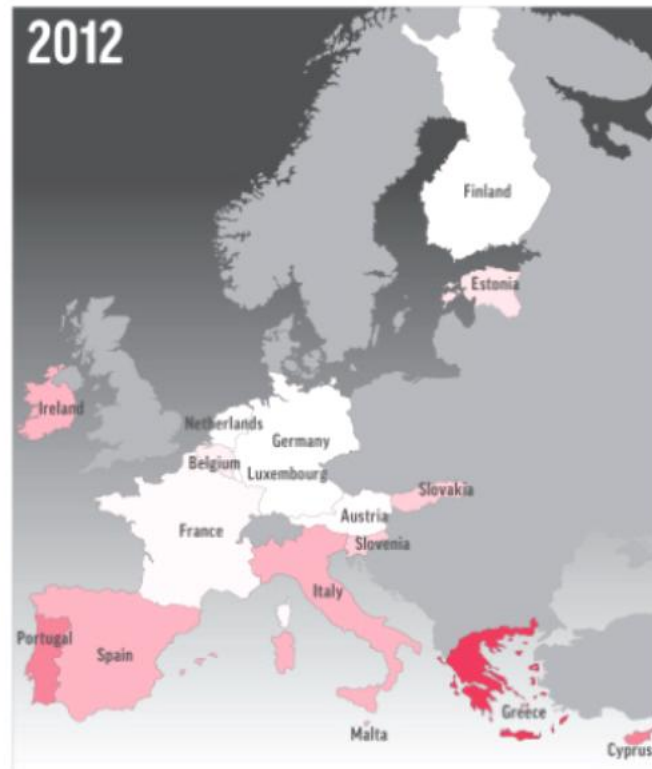 2012
Finland
Estonia
Ireland
Netherlands
Germany
Belgium
Luxembourg
Slovakia
Austria
France
Slovenia
Italy
Portugal
Spain
Greece
Malta
Cyprus